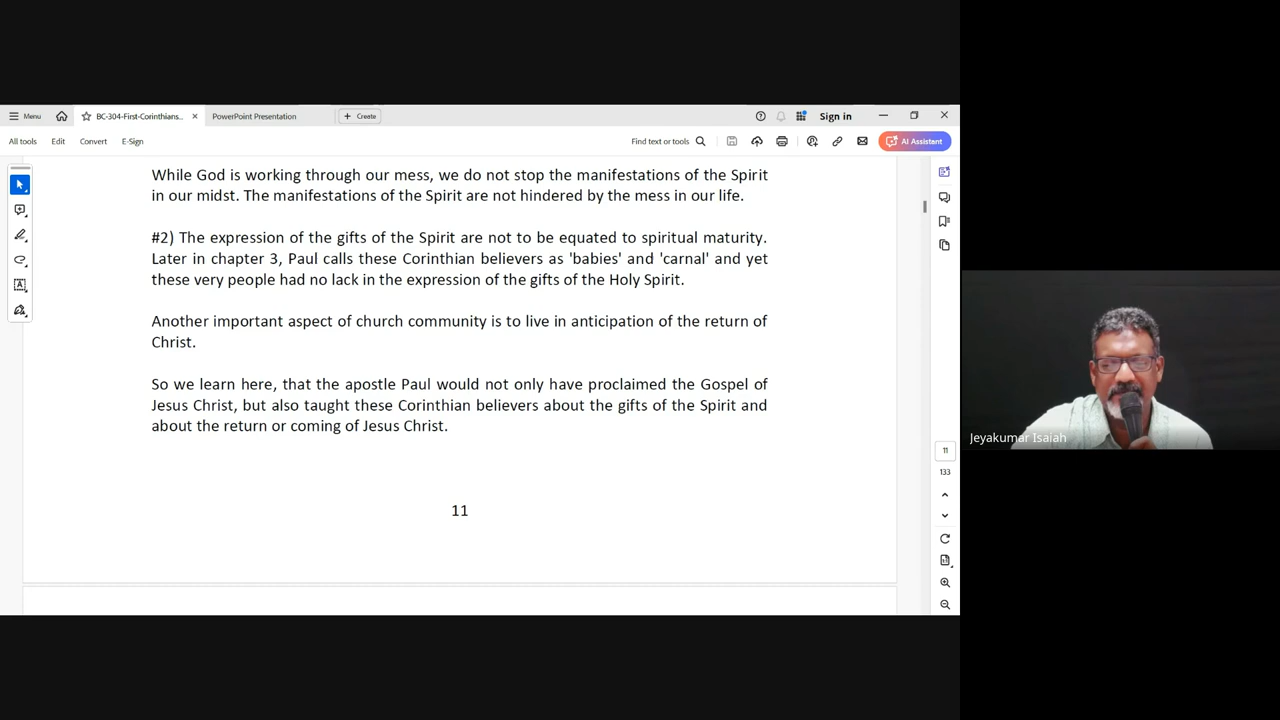 Menu
BC-304-First-Corinthians...
PowerPoint Presentation
Create
Sign in
All tools
Edit
Convert
E-Sign
Find text or tools
AI Assistant
While God is working through our mess, we do not stop the manifestations of the Spirit
in our midst. The manifestations of the Spirit are not hindered by the mess in our life.
#2) The expression of the gifts of the Spirit are not to be equated to spiritual maturity.
Later in chapter 3, Paul calls these Corinthian believers as 'babies' and 'carnal' and yet
these very people had no lack in the expression of the gifts of the Holy Spirit.
Another important aspect of church community is to live in anticipation of the return of
Christ.
So we learn here, that the apostle Paul would not only have proclaimed the Gospel of
Jesus Christ, but also taught these Corinthian believers about the gifts of the Spirit and
about the return or coming of Jesus Christ.
11
11
133
Jeyakumar Isaiah